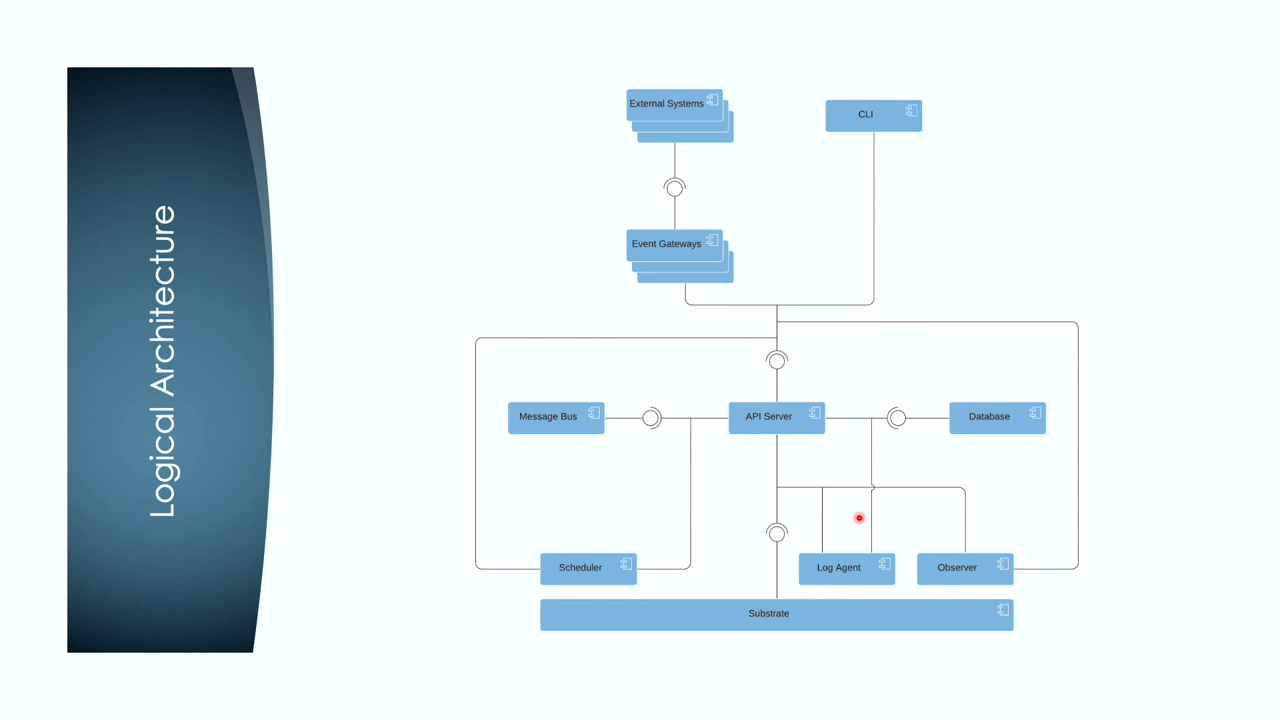 Logical Architecture
External Systems
CLI
Event Gateways
Message Bus
API Server
Database
Scheduler
Log Agent
Observer
Substrate